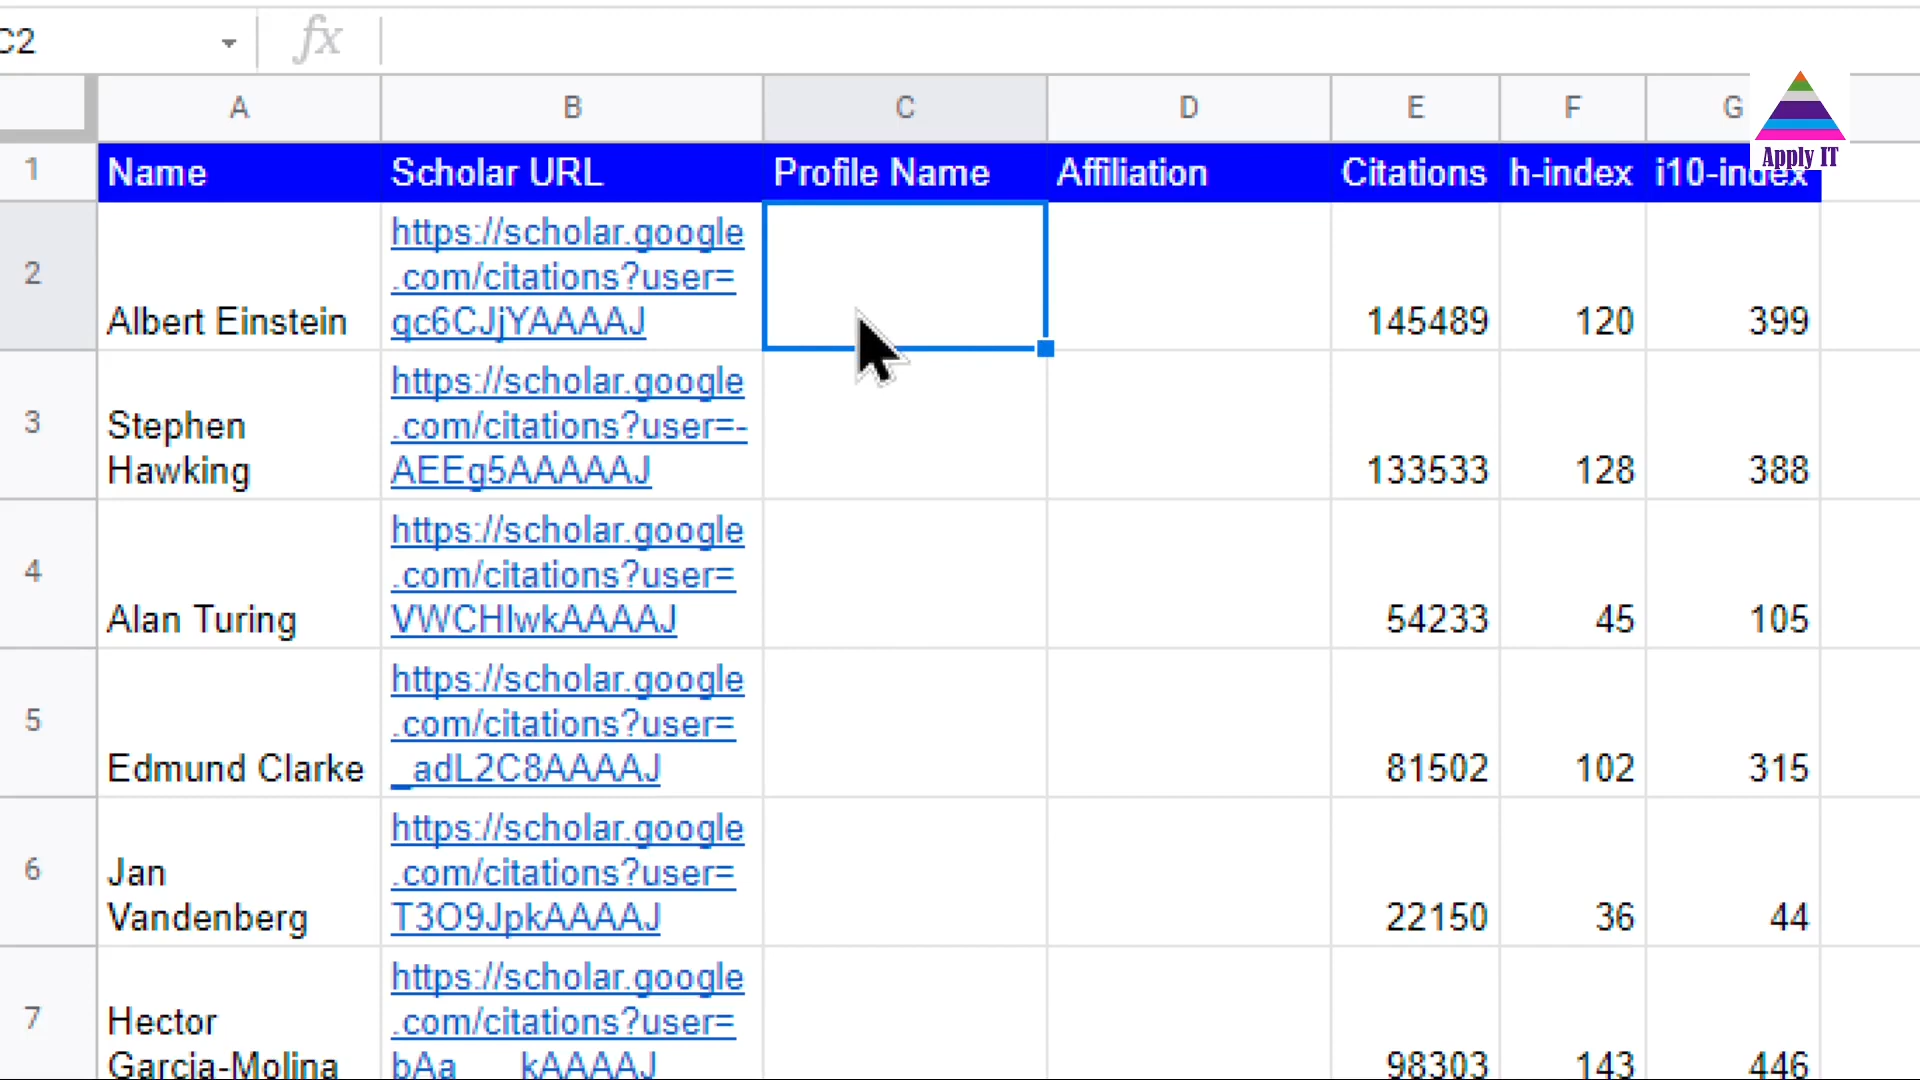 C2 fx
A B C D E F G
Apply IT
1 Name Scholar URL Profile Name Affiliation Citations h-index i10-index
https://scholar.google
2 .com/citations?user=
Albert Einstein qc6CJjYAAAAJ 145489 120 399
https://scholar.google
3 Stephen .com/citations?user=-
Hawking AEEg5AAAAAJ 133533 128 388
https://scholar.google
4 .com/citations?user=
Alan Turing VWCHlwkAAAAJ 54233 45 105
https://scholar.google
5 .com/citations?user=
Edmund Clarke _adL2C8AAAAJ 81502 102 315
https://scholar.google
6 Jan .com/citations?user=
Vandenberg T3O9JpkAAAAJ 22150 36 44
https://scholar.google
7 Hector .com/citations?user=
Garcia-Molina kAAAAJ 98303 143 446